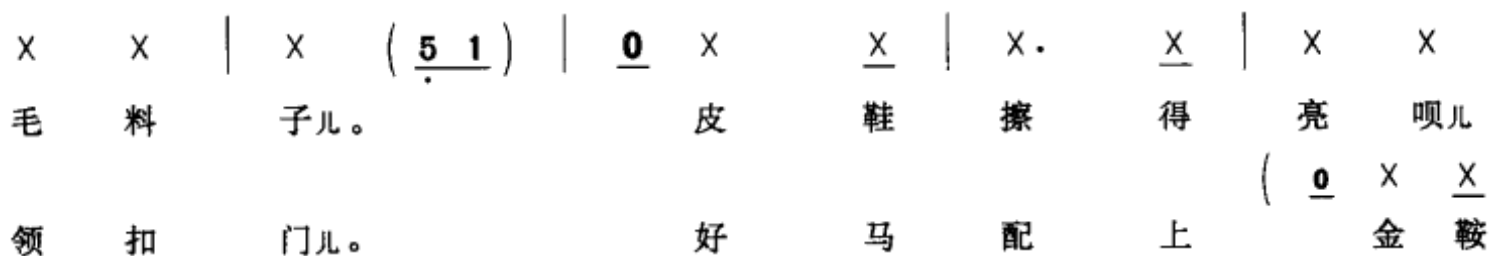 X X | X ( 5 1 ) | 0 X X | X. X | X X
毛 料 子儿。 皮 鞋 擦 得 亮 呗儿
( 0 X X
领 扣 门儿。 好 马 配 上 金 鞍